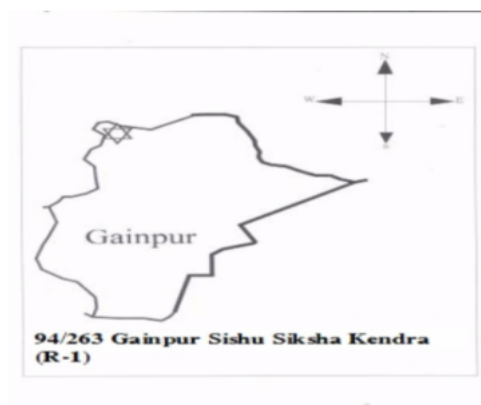 N
W E
S
Gainpur
94/263 Gainpur Sishu Siksha Kendra
(R-1)